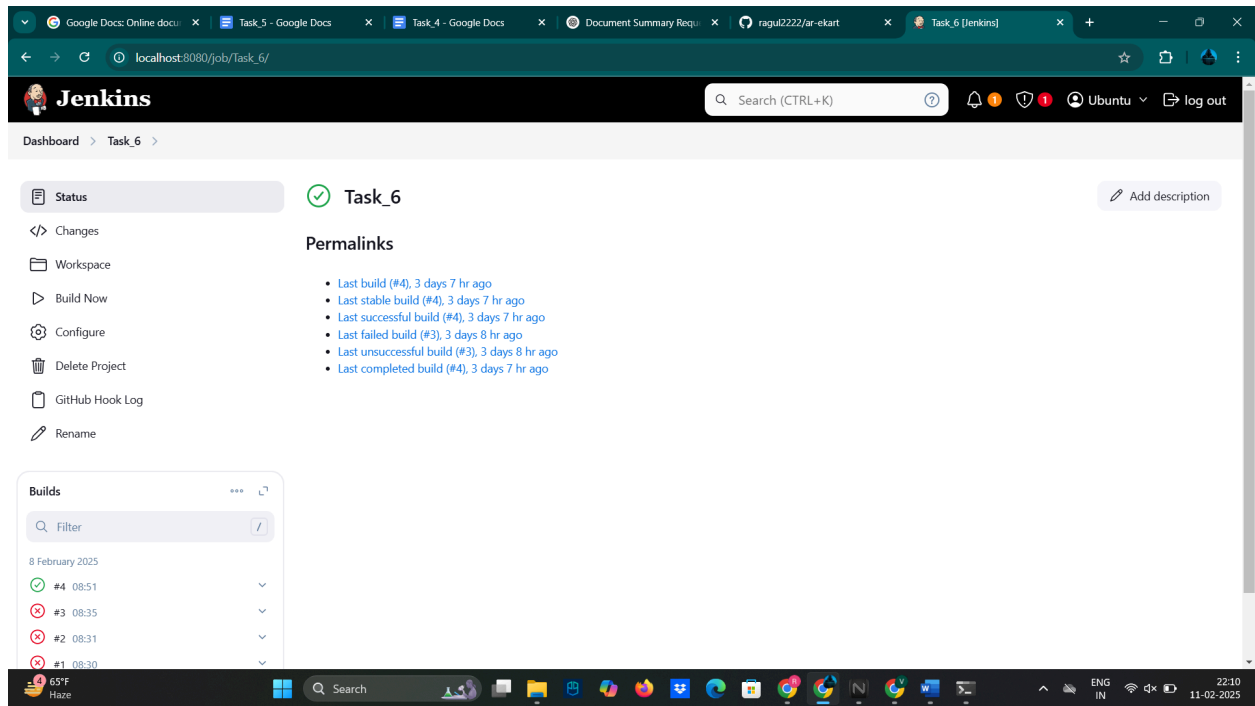 Google Docs: Online docu
Task_5 - Google Docs
Task_4 - Google Docs
Document Summary Requ
ragul2222/ar-ekart
Task_6 [Jenkins]
localhost:8080/job/Task_6/
Jenkins
Search (CTRL+K)
?
1
1
Ubuntu
log out
Dashboard > Task_6 >
Status
Changes
Workspace
Build Now
Configure
Delete Project
GitHub Hook Log
Rename
Task_6
Add description
Permalinks
Last build (#4), 3 days 7 hr ago
Last stable build (#4), 3 days 7 hr ago
Last successful build (#4), 3 days 7 hr ago
Last failed build (#3), 3 days 8 hr ago
Last unsuccessful build (#3), 3 days 8 hr ago
Last completed build (#4), 3 days 7 hr ago
Builds
Filter
/
8 February 2025
#4 08:51
#3 08:35
#2 08:31
#1 08:30
4
65°F
Haze
Search
ENG
IN
22:10
11-02-2025